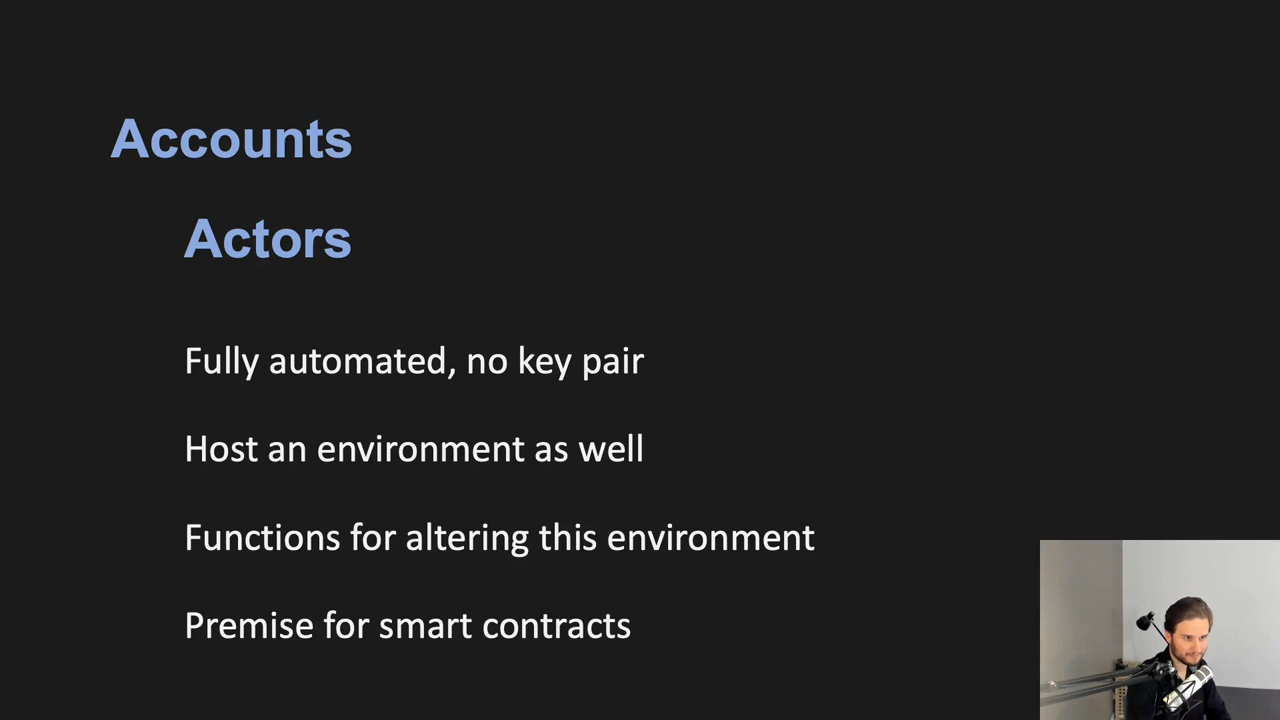 Accounts
Actors
Fully automated, no key pair
Host an environment as well
Functions for altering this environment
Premise for smart contracts